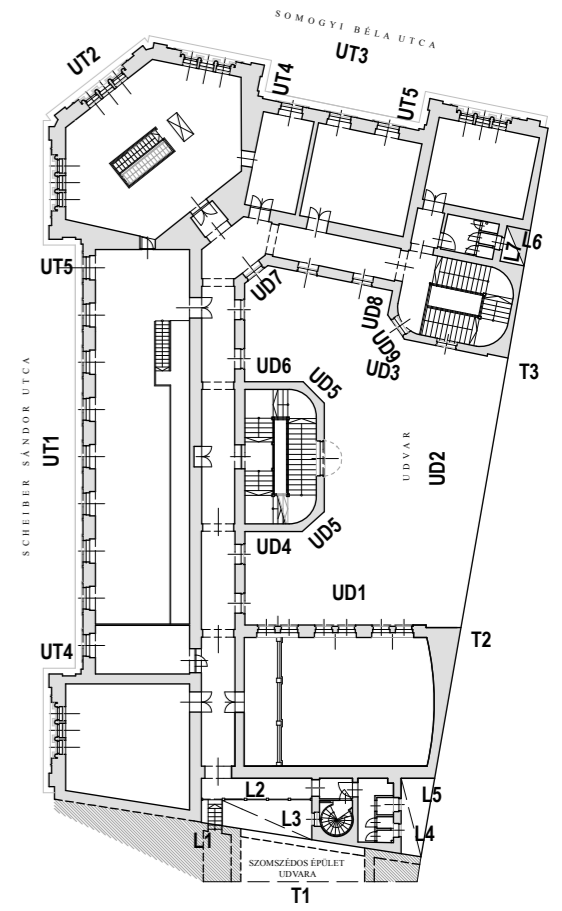 SOMOGYI BÉLA UTCA
UT2
UT3
UT4
UT5
L6
L7
UT5
UD7
UD8
UD9
UD3
T3
UD6
UD5
SCHEIBER SÁNDOR UTCA
UT1
UDVAR
UD2
UD4
UD5
UD1
T2
UT4
L2
L5
L3
L4
L1
SZOMSZÉDOS ÉPÜLET
UDVARA
T1